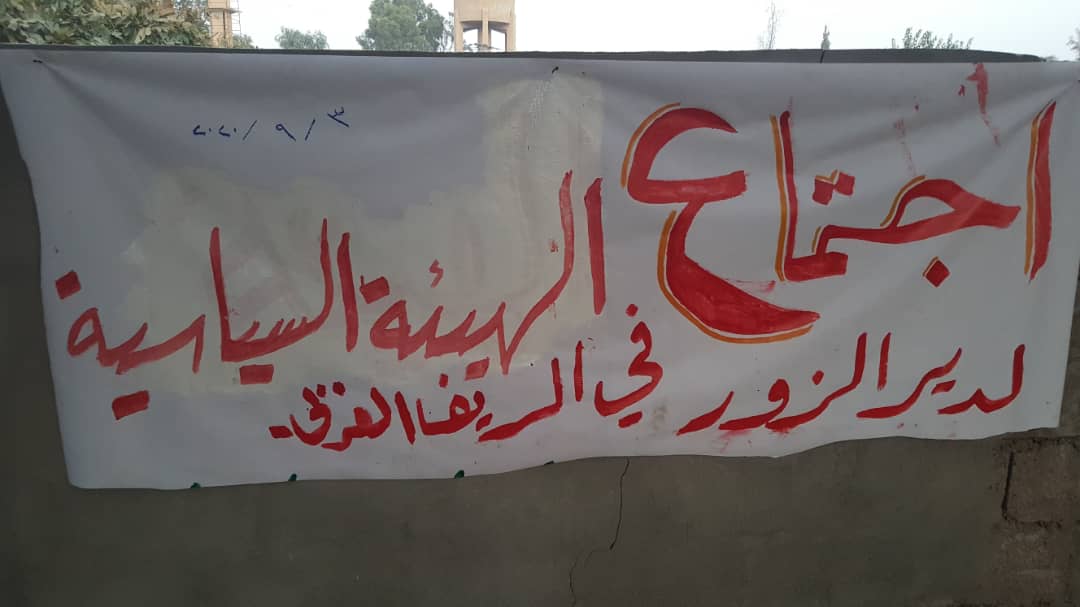 ٢٠٢٠/٩/٣
اجتماع
الهيئة السياسية
لدير الزور في الريف الغربي.